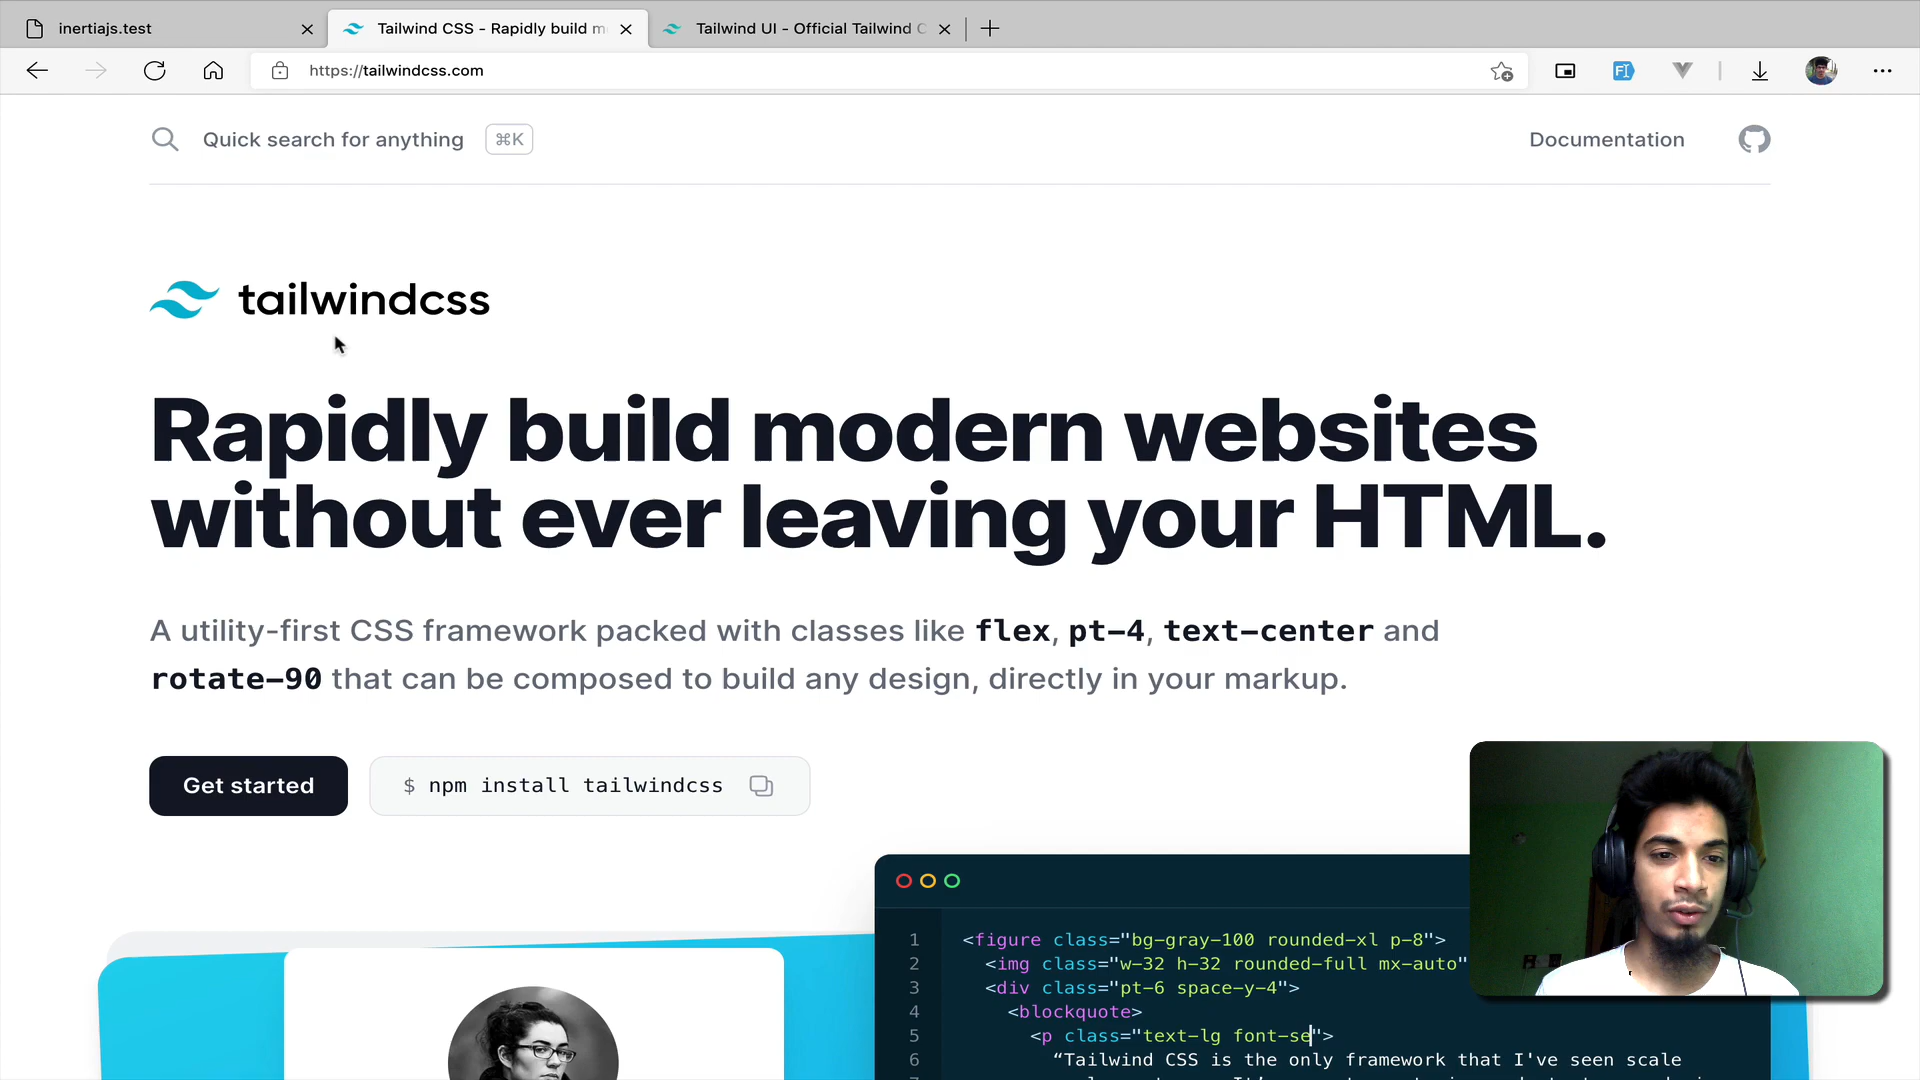 inertiajs.test
Tailwind CSS - Rapidly build m
Tailwind UI - Official Tailwind C
https://tailwindcss.com
Quick search for anything ⌘K
Documentation
tailwindcss
Rapidly build modern websites
without ever leaving your HTML.
A utility-first CSS framework packed with classes like flex, pt-4, text-center and
rotate-90 that can be composed to build any design, directly in your markup.
Get started
$ npm install tailwindcss
1 <figure class="bg-gray-100 rounded-xl p-8">
2 <img class="w-32 h-32 rounded-full mx-auto"
3 <div class="pt-6 space-y-4">
4 <blockquote>
5 <p class="text-lg font-se">
6 “Tailwind CSS is the only framework that I've seen scale